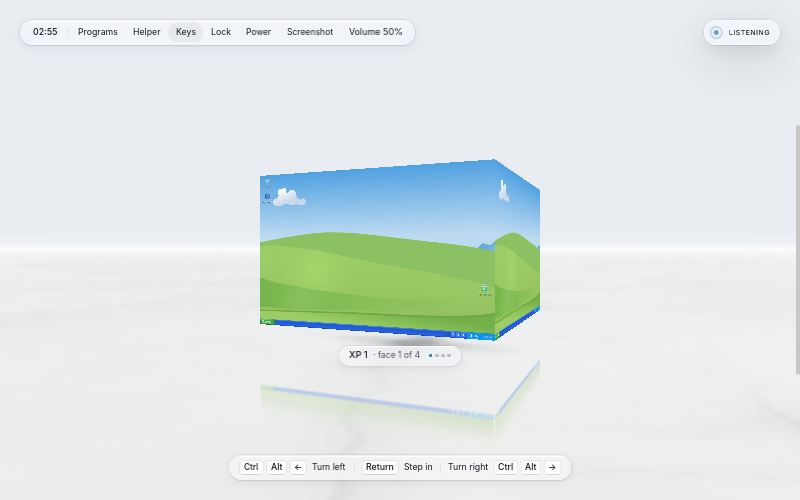 02:55 Programs Helper Keys Lock Power Screenshot Volume 50%
LISTENING
XP 1 · face 1 of 4
Ctrl Alt ← Turn left Return Step in Turn right Ctrl Alt →